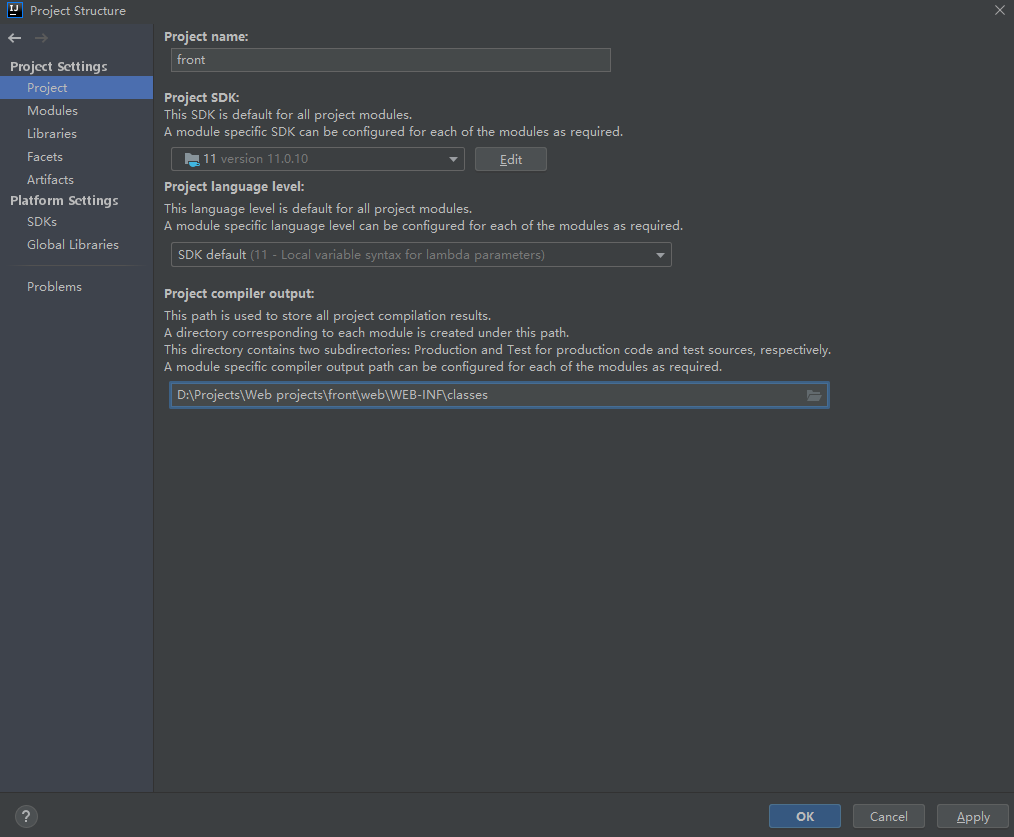 IJ
Project Structure
Project Settings
Project
Modules
Libraries
Facets
Artifacts
Platform Settings
SDKs
Global Libraries
Problems
Project name:
front
Project SDK:
This SDK is default for all project modules.
A module specific SDK can be configured for each of the modules as required.
11 version 11.0.10
Edit
Project language level:
This language level is default for all project modules.
A module specific language level can be configured for each of the modules as required.
SDK default (11 - Local variable syntax for lambda parameters)
Project compiler output:
This path is used to store all project compilation results.
A directory corresponding to each module is created under this path.
This directory contains two subdirectories: Production and Test for production code and test sources, respectively.
A module specific compiler output path can be configured for each of the modules as required.
D:\Projects\Web projects\front\web\WEB-INF\classes
?
OK
Cancel
Apply